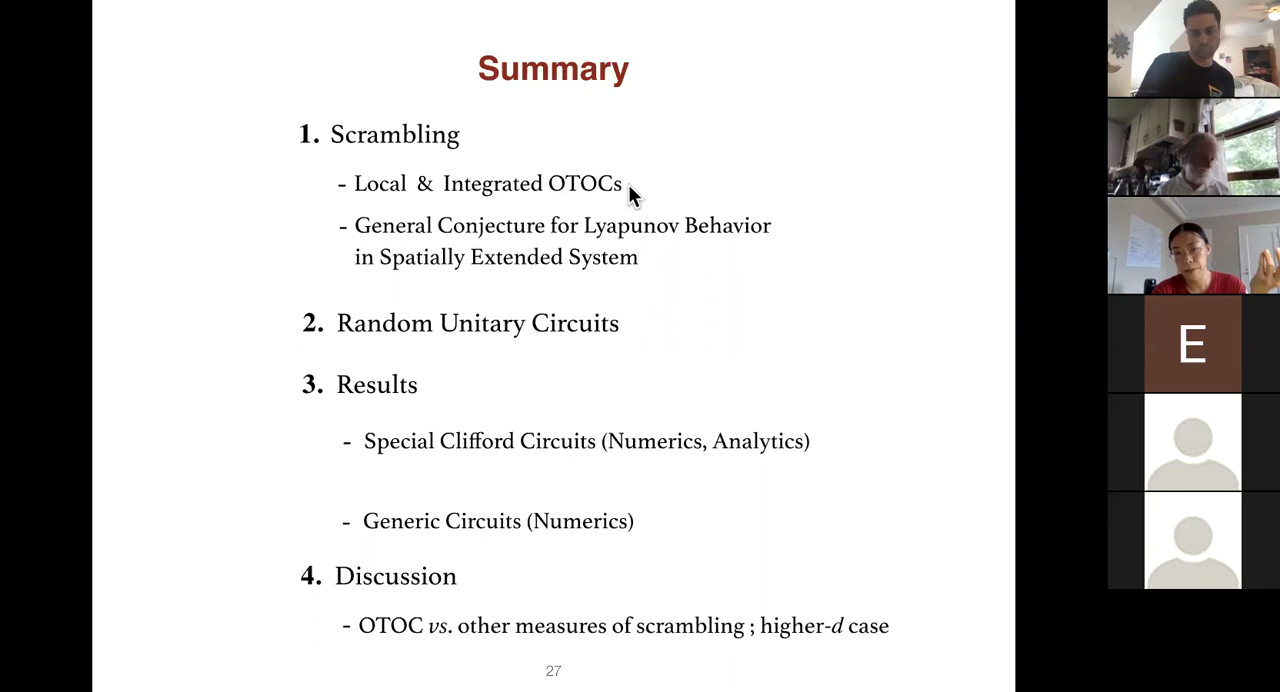 Summary
1. Scrambling
- Local & Integrated OTOCs
- General Conjecture for Lyapunov Behavior
in Spatially Extended System
2. Random Unitary Circuits
3. Results
- Special Clifford Circuits (Numerics, Analytics)
- Generic Circuits (Numerics)
4. Discussion
- OTOC vs. other measures of scrambling ; higher-d case
27
E